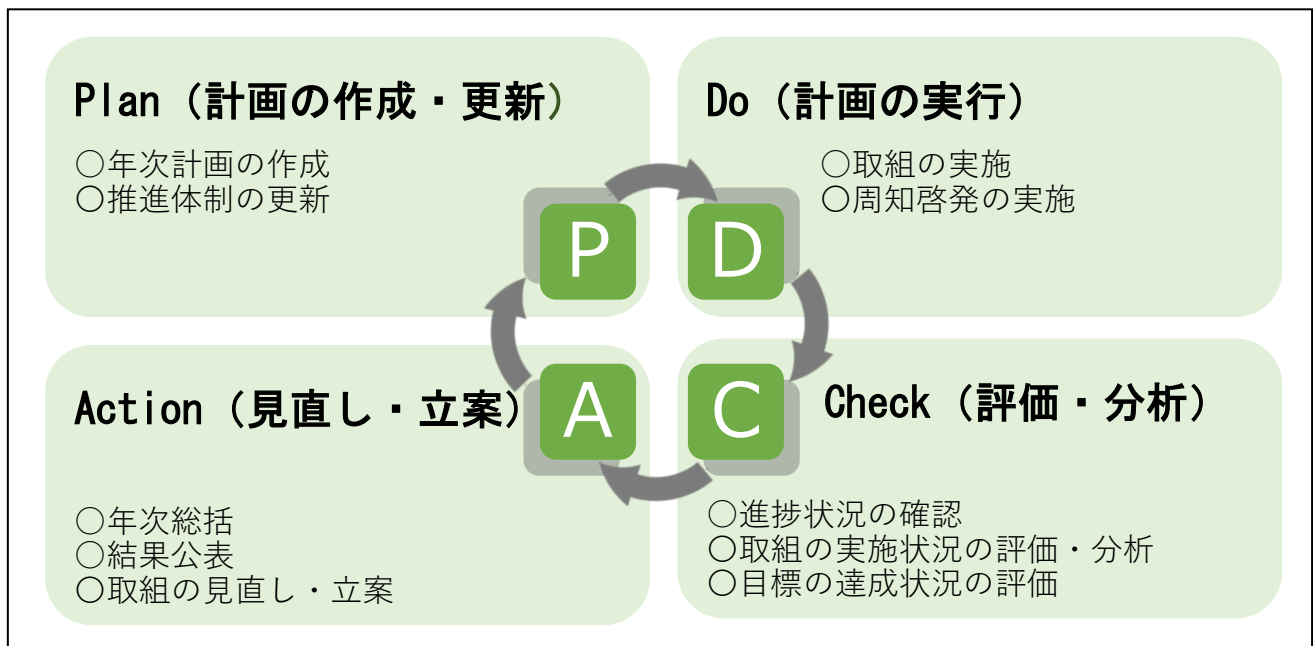 Plan（計画の作成・更新）
○年次計画の作成
○推進体制の更新
Do（計画の実行）
○取組の実施
○周知啓発の実施
P
D
A
C
Action（見直し・立案）
○年次総括
○結果公表
○取組の見直し・立案
Check（評価・分析）
○進捗状況の確認
○取組の実施状況の評価・分析
○目標の達成状況の評価